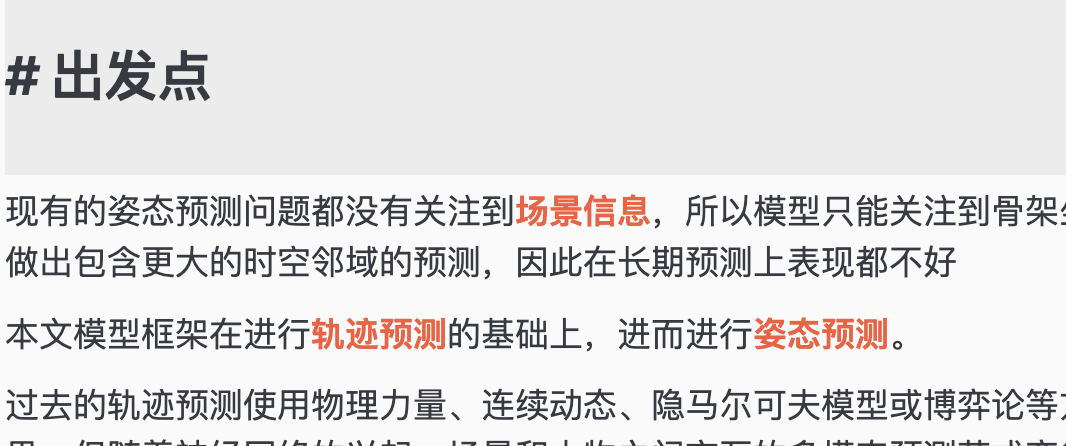 # 出发点
现有的姿态预测问题都没有关注到场景信息，所以模型只能关注到骨架
做出包含更大的时空邻域的预测，因此在长期预测上表现都不好
本文模型框架在进行轨迹预测的基础上，进而进行姿态预测。
过去的轨迹预测使用物理力量、连续动态、隐马尔可夫模型或博弈论等